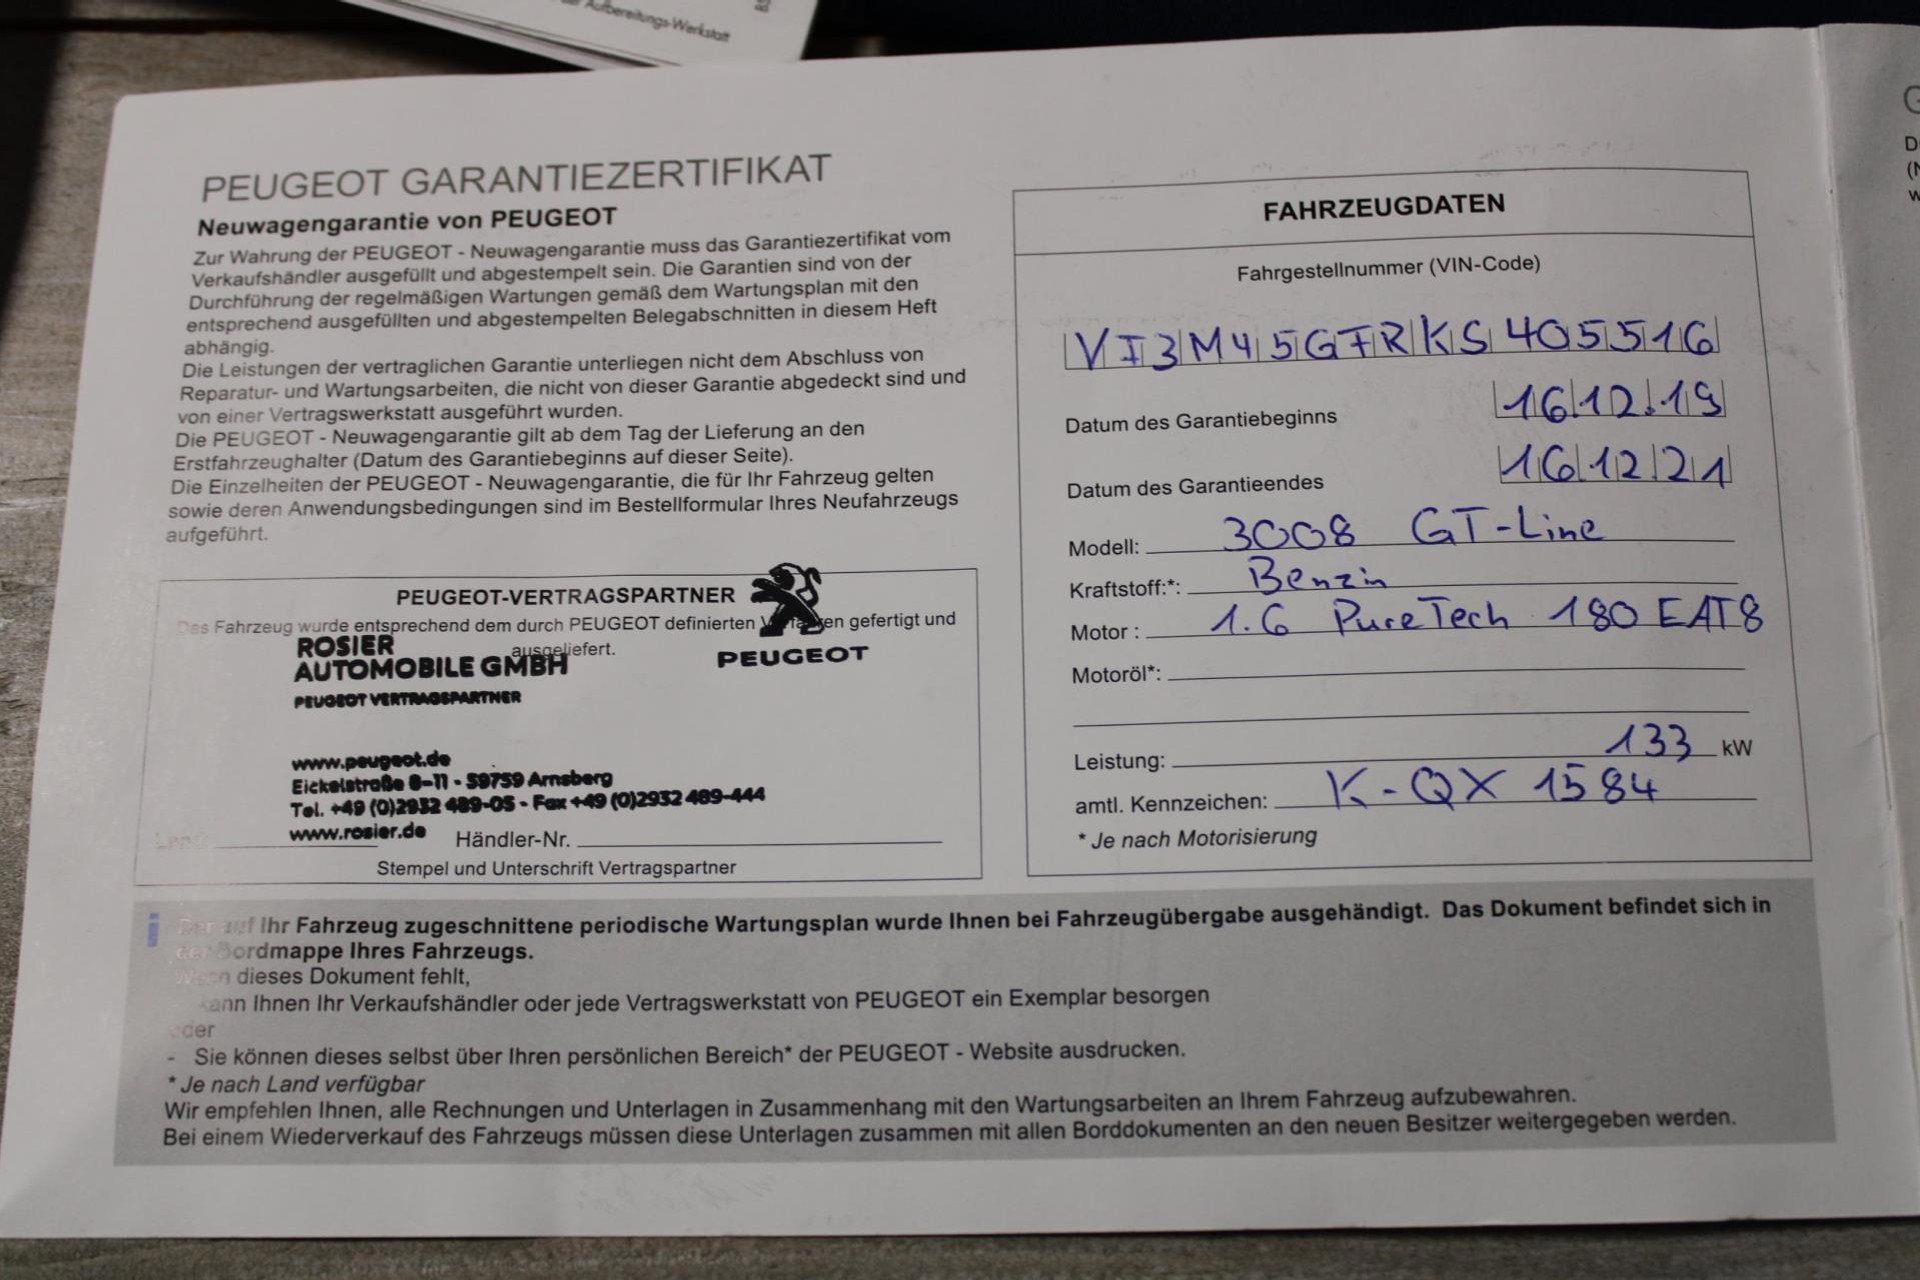 Aufbereitungs-Werkstatt
PEUGEOT GARANTIEZERTIFIKAT
Neuwagengarantie von PEUGEOT
Zur Wahrung der PEUGEOT - Neuwagengarantie muss das Garantiezertifikat vom
Verkaufshändler ausgefüllt und abgestempelt sein. Die Garantien sind von der
Durchführung der regelmäßigen Wartungen gemäß dem Wartungsplan mit den
entsprechend ausgefüllten und abgestempelten Belegabschnitten in diesem Heft
abhängig.
Die Leistungen der vertraglichen Garantie unterliegen nicht dem Abschluss von
Reparatur- und Wartungsarbeiten, die nicht von dieser Garantie abgedeckt sind und
von einer Vertragswerkstatt ausgeführt wurden.
Die PEUGEOT - Neuwagengarantie gilt ab dem Tag der Lieferung an den
Erstfahrzeughalter (Datum des Garantiebeginns auf dieser Seite).
Die Einzelheiten der PEUGEOT - Neuwagengarantie, die für Ihr Fahrzeug gelten
sowie deren Anwendungsbedingungen sind im Bestellformular Ihres Neufahrzeugs
aufgeführt.
PEUGEOT-VERTRAGSPARTNER
Das Fahrzeug wurde entsprechend dem durch PEUGEOT definierten Verfahren gefertigt und
ausgeliefert.
ROSIER
AUTOMOBILE GMBH
PEUGEOT VERTRAGSPARTNER
PEUGEOT
www.peugeot.de
Eickelstraße 8-11 - 59759 Arnsberg
Tel. +49 (0)2932 489-05 - Fax +49 (0)2932 489-444
www.rosier.de
Händler-Nr.
Stempel und Unterschrift Vertragspartner
FAHRZEUGDATEN
Fahrgestellnummer (VIN-Code)
VI3M45GFRKS405516
Datum des Garantiebeginns 16.12.19
Datum des Garantieendes 16.12.21
Modell: 3008 GT-Line
Kraftstoff:*: Benzin
Motor : 1.6 PureTech 180 EAT8
Motoröl*:
Leistung: 133 kW
amtl. Kennzeichen: K-QX 1584
* Je nach Motorisierung
i
Der auf Ihr Fahrzeug zugeschnittene periodische Wartungsplan wurde Ihnen bei Fahrzeugübergabe ausgehändigt. Das Dokument befindet sich in
der Bordmappe Ihres Fahrzeugs.
Wenn dieses Dokument fehlt,
kann Ihnen Ihr Verkaufshändler oder jede Vertragswerkstatt von PEUGEOT ein Exemplar besorgen
oder
- Sie können dieses selbst über Ihren persönlichen Bereich* der PEUGEOT - Website ausdrucken.
* Je nach Land verfügbar
Wir empfehlen Ihnen, alle Rechnungen und Unterlagen in Zusammenhang mit den Wartungsarbeiten an Ihrem Fahrzeug aufzubewahren.
Bei einem Wiederverkauf des Fahrzeugs müssen diese Unterlagen zusammen mit allen Borddokumenten an den neuen Besitzer weitergegeben werden.